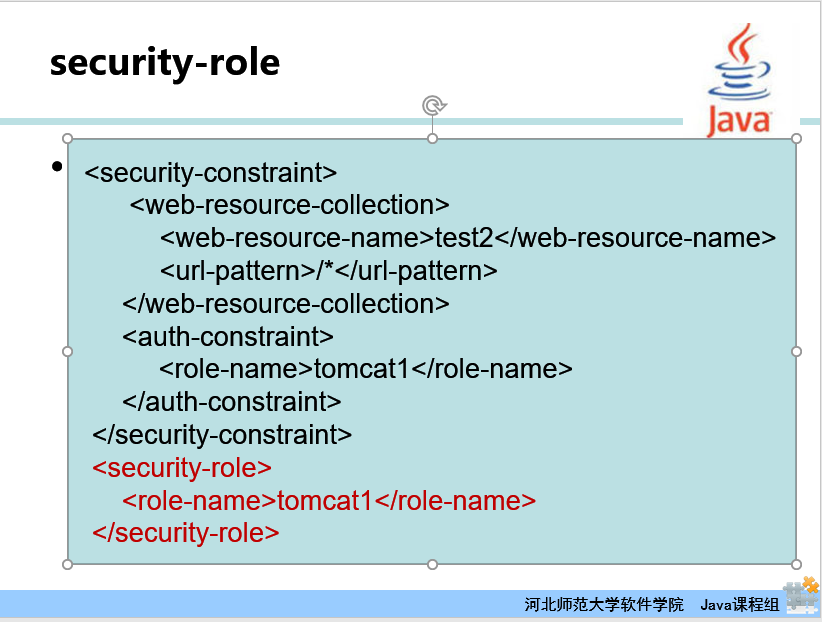 security-role
Java
• <security-constraint>
<web-resource-collection>
<web-resource-name>test2</web-resource-name>
<url-pattern>/*</url-pattern>
</web-resource-collection>
<auth-constraint>
<role-name>tomcat1</role-name>
</auth-constraint>
</security-constraint>
<security-role>
<role-name>tomcat1</role-name>
</security-role>
河北师范大学软件学院 Java课程组